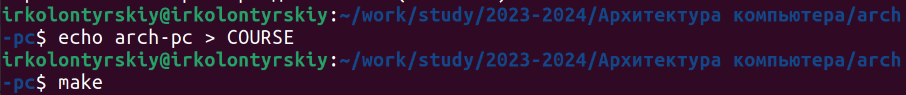 irkolontyrskiy@irkolontyrskiy:~/work/study/2023-2024/Архитектура компьютера/arch
-pc$ echo arch-pc > COURSE
irkolontyrskiy@irkolontyrskiy:~/work/study/2023-2024/Архитектура компьютера/arch
-pc$ make